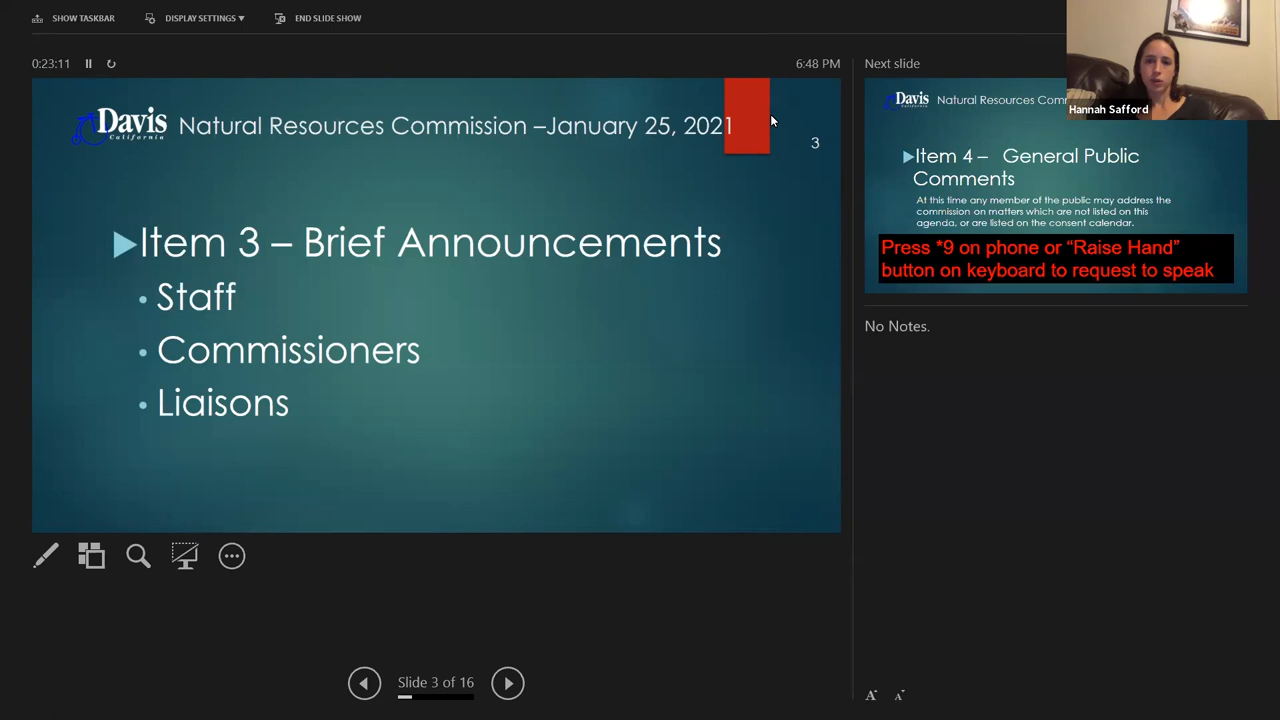 SHOW TASKBAR DISPLAY SETTINGS ▾ END SLIDE SHOW
0:23:11 6:48 PM
Davis
California
Natural Resources Commission –January 25, 2021
3
Item 3 – Brief Announcements
• Staff
• Commissioners
• Liaisons
Slide 3 of 16
Next slide
Hannah Safford
Davis
California
Natural Resources Com
Item 4 – General Public
Comments
At this time any member of the public may address the
commission on matters which are not listed on this
agenda, or are listed on the consent calendar.
Press *9 on phone or “Raise Hand”
button on keyboard to request to speak
No Notes.
A A